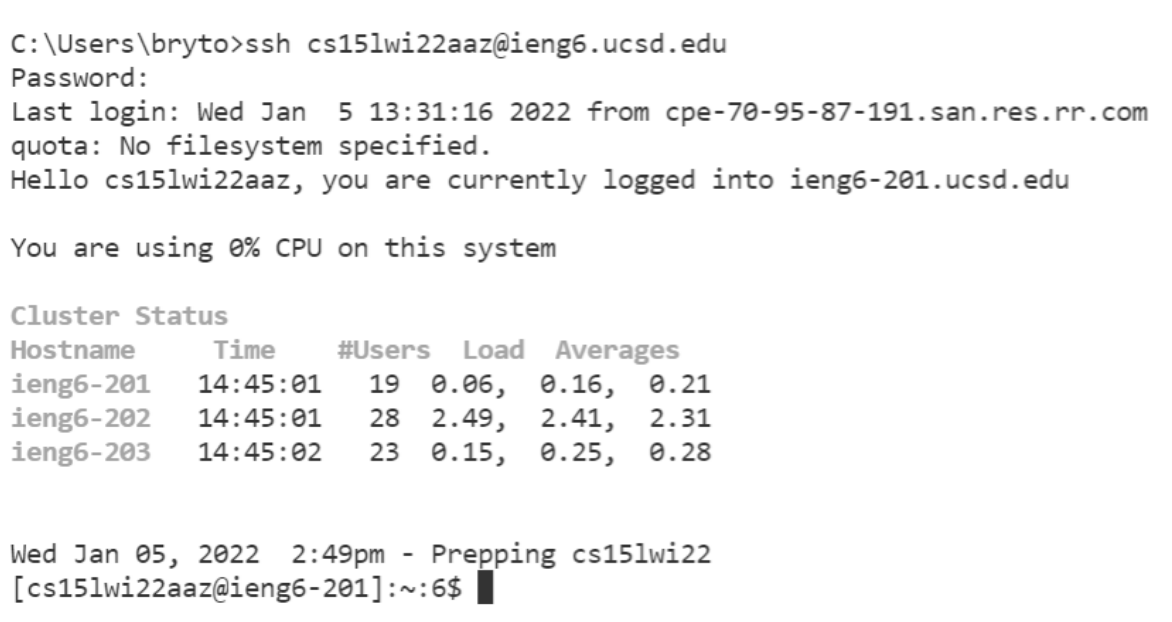 C:\Users\bryto>ssh cs15lwi22aaz@ieng6.ucsd.edu
Password:
Last login: Wed Jan  5 13:31:16 2022 from cpe-70-95-87-191.san.res.rr.com
quota: No filesystem specified.
Hello cs15lwi22aaz, you are currently logged into ieng6-201.ucsd.edu
You are using 0% CPU on this system
Cluster Status
Hostname     Time    #Users  Load  Averages
ieng6-201   14:45:01   19  0.06,  0.16,  0.21
ieng6-202   14:45:01   28  2.49,  2.41,  2.31
ieng6-203   14:45:02   23  0.15,  0.25,  0.28
Wed Jan 05, 2022  2:49pm - Prepping cs15lwi22
[cs15lwi22aaz@ieng6-201]:~:6$